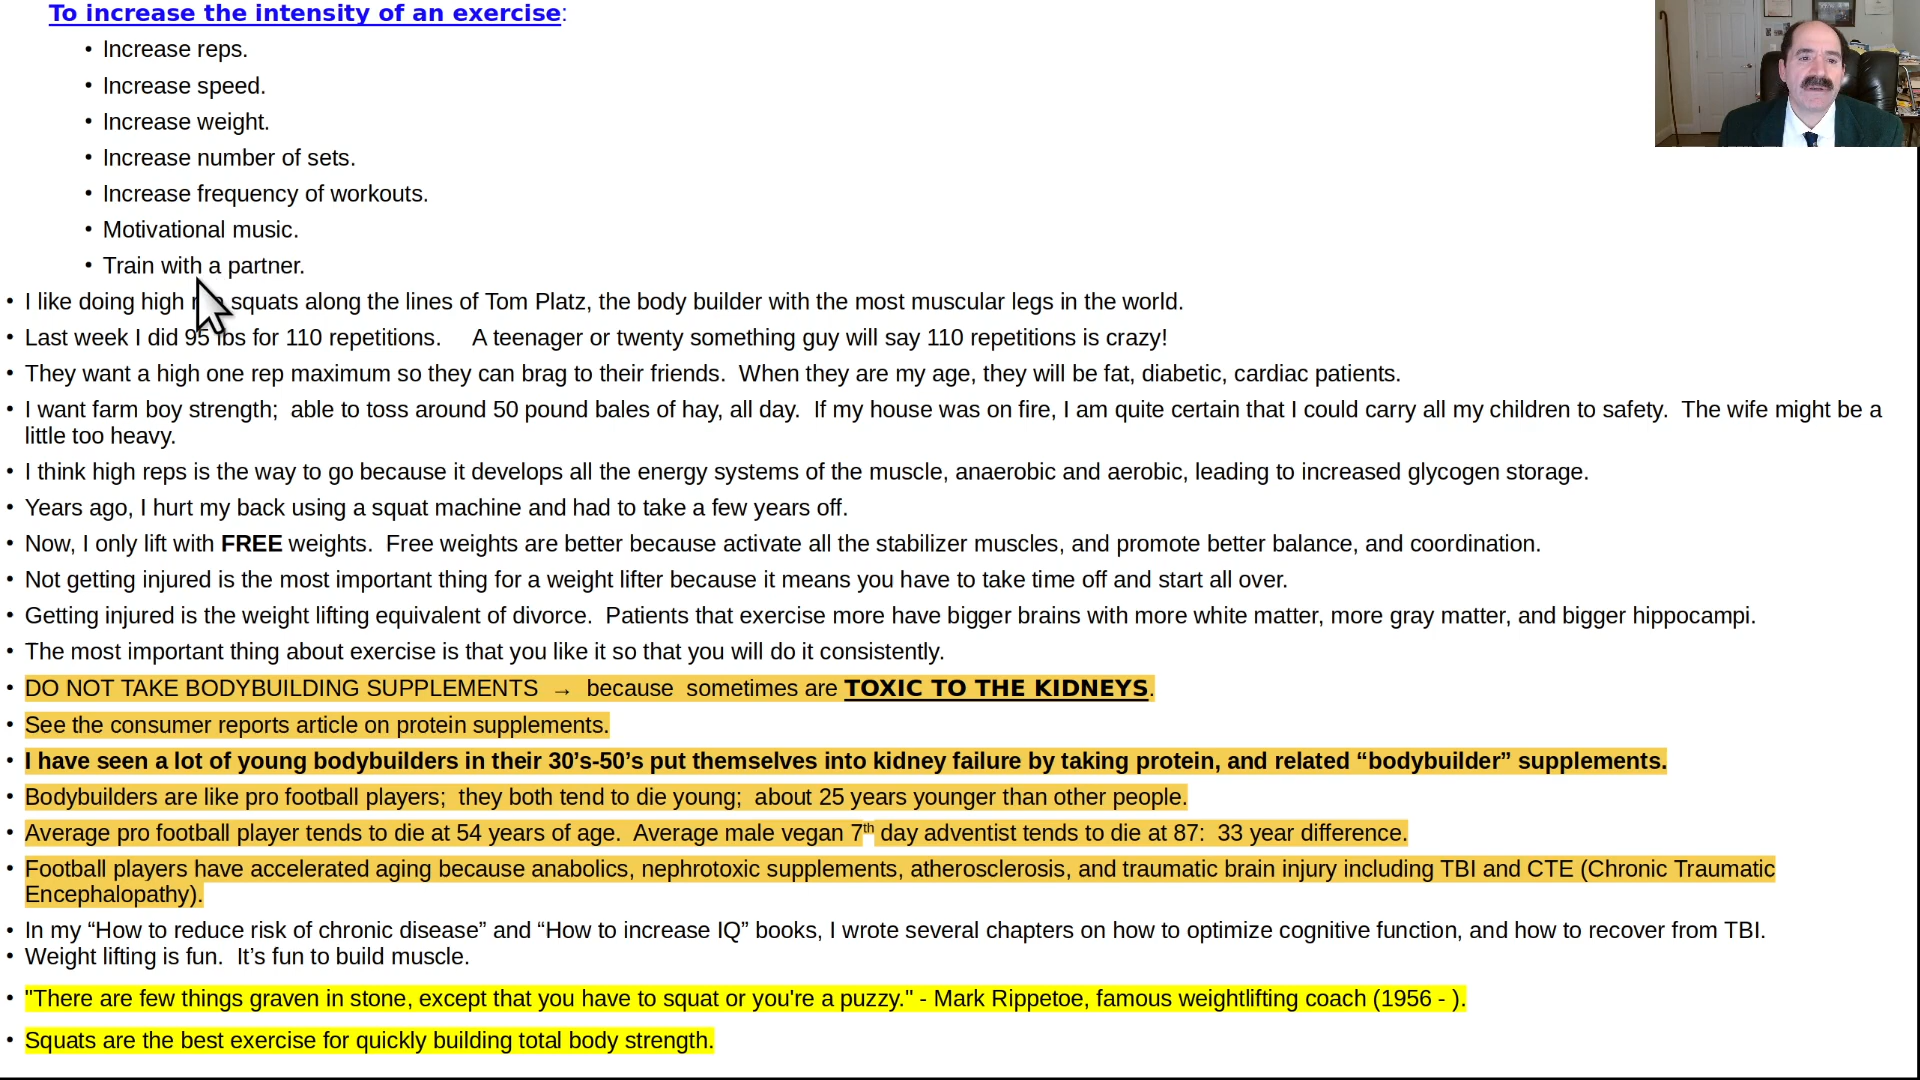 To increase the intensity of an exercise:
• Increase reps.
• Increase speed.
• Increase weight.
• Increase number of sets.
• Increase frequency of workouts.
• Motivational music.
• Train with a partner.
• I like doing high squats along the lines of Tom Platz, the body builder with the most muscular legs in the world.
• Last week I did 95 lbs for 110 repetitions.    A teenager or twenty something guy will say 110 repetitions is crazy!
• They want a high one rep maximum so they can brag to their friends.  When they are my age, they will be fat, diabetic, cardiac patients.
• I want farm boy strength;  able to toss around 50 pound bales of hay, all day.  If my house was on fire, I am quite certain that I could carry all my children to safety.  The wife might be a
little too heavy.
• I think high reps is the way to go because it develops all the energy systems of the muscle, anaerobic and aerobic, leading to increased glycogen storage.
• Years ago, I hurt my back using a squat machine and had to take a few years off.
• Now, I only lift with FREE weights.  Free weights are better because activate all the stabilizer muscles, and promote better balance, and coordination.
• Not getting injured is the most important thing for a weight lifter because it means you have to take time off and start all over.
• Getting injured is the weight lifting equivalent of divorce.  Patients that exercise more have bigger brains with more white matter, more gray matter, and bigger hippocampi.
• The most important thing about exercise is that you like it so that you will do it consistently.
• DO NOT TAKE BODYBUILDING SUPPLEMENTS  →  because  sometimes are TOXIC TO THE KIDNEYS.
• See the consumer reports article on protein supplements.
• I have seen a lot of young bodybuilders in their 30’s-50’s put themselves into kidney failure by taking protein, and related “bodybuilder” supplements.
• Bodybuilders are like pro football players;  they both tend to die young;  about 25 years younger than other people.
• Average pro football player tends to die at 54 years of age.  Average male vegan 7th day adventist tends to die at 87:  33 year difference.
• Football players have accelerated aging because anabolics, nephrotoxic supplements, atherosclerosis, and traumatic brain injury including TBI and CTE (Chronic Traumatic
Encephalopathy).
• In my “How to reduce risk of chronic disease” and “How to increase IQ” books, I wrote several chapters on how to optimize cognitive function, and how to recover from TBI.
• Weight lifting is fun.  It’s fun to build muscle.
• "There are few things graven in stone, except that you have to squat or you're a puzzy." - Mark Rippetoe, famous weightlifting coach (1956 - ).
• Squats are the best exercise for quickly building total body strength.